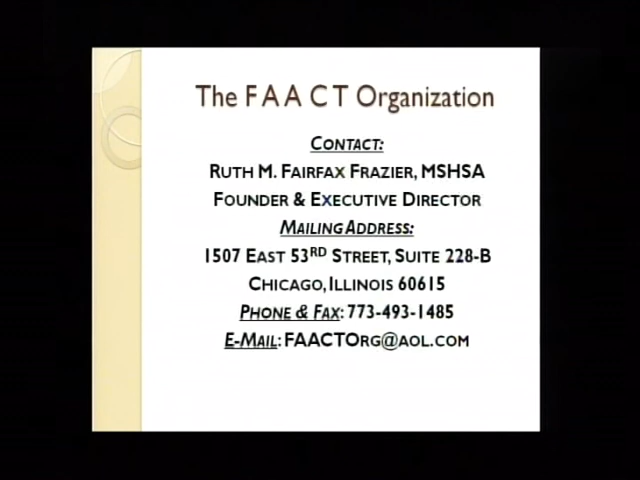 The F A A C T Organization
CONTACT:
RUTH M. FAIRFAX FRAZIER, MSHSA
FOUNDER & EXECUTIVE DIRECTOR
MAILING ADDRESS:
1507 EAST 53RD STREET, SUITE 228-B
CHICAGO, ILLINOIS 60615
PHONE & FAX: 773-493-1485
E-MAIL: FAACTORG@AOL.COM